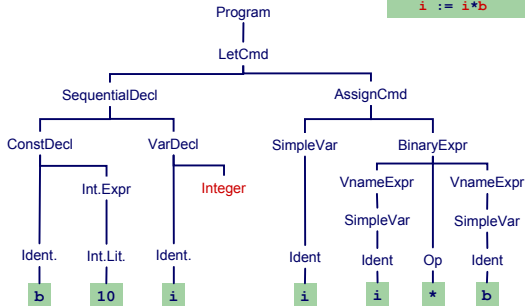 i := i*b
Program
LetCmd
SequentialDecl AssignCmd
ConstDecl VarDecl SimpleVar BinaryExpr
Int.Expr Integer VnameExpr VnameExpr
SimpleVar SimpleVar
Ident. Int.Lit. Ident. Ident Ident Op Ident
b 10 i i i * b